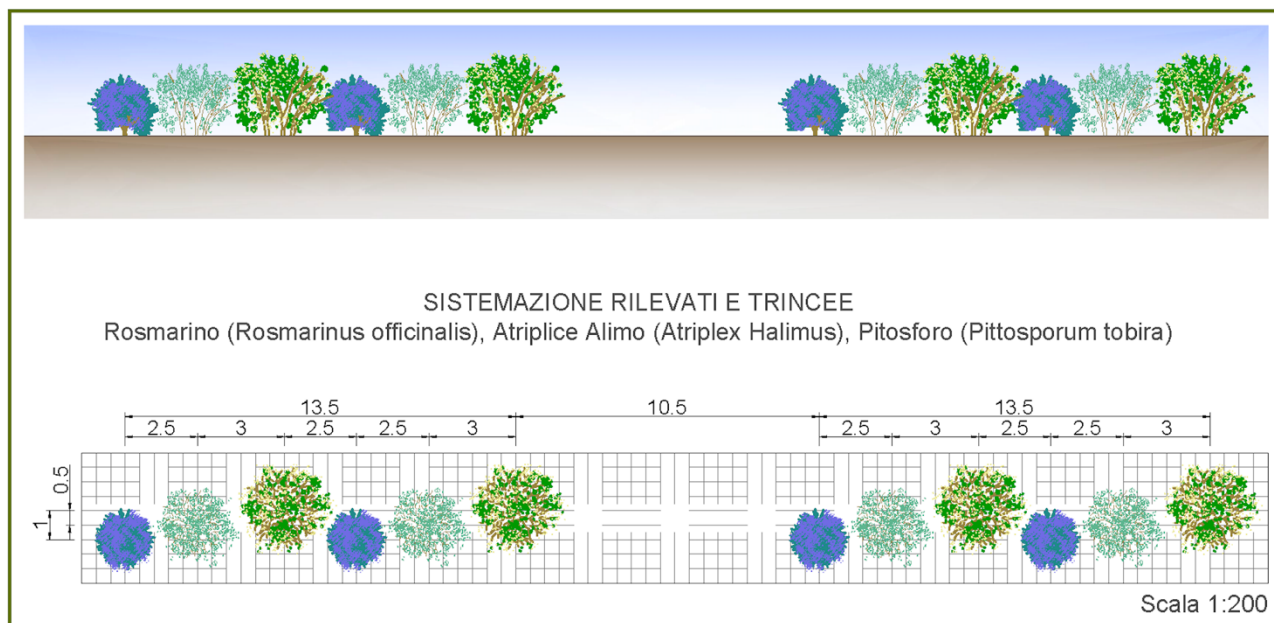 SISTEMAZIONE RILEVATI E TRINCEE
Rosmarino (Rosmarinus officinalis), Atriplice Alimo (Atriplex Halimus), Pitosforo (Pittosporum tobira)
13.5 10.5 13.5
2.5 3 2.5 2.5 3 2.5 3 2.5 2.5 3
0.5
1
Scala 1:200